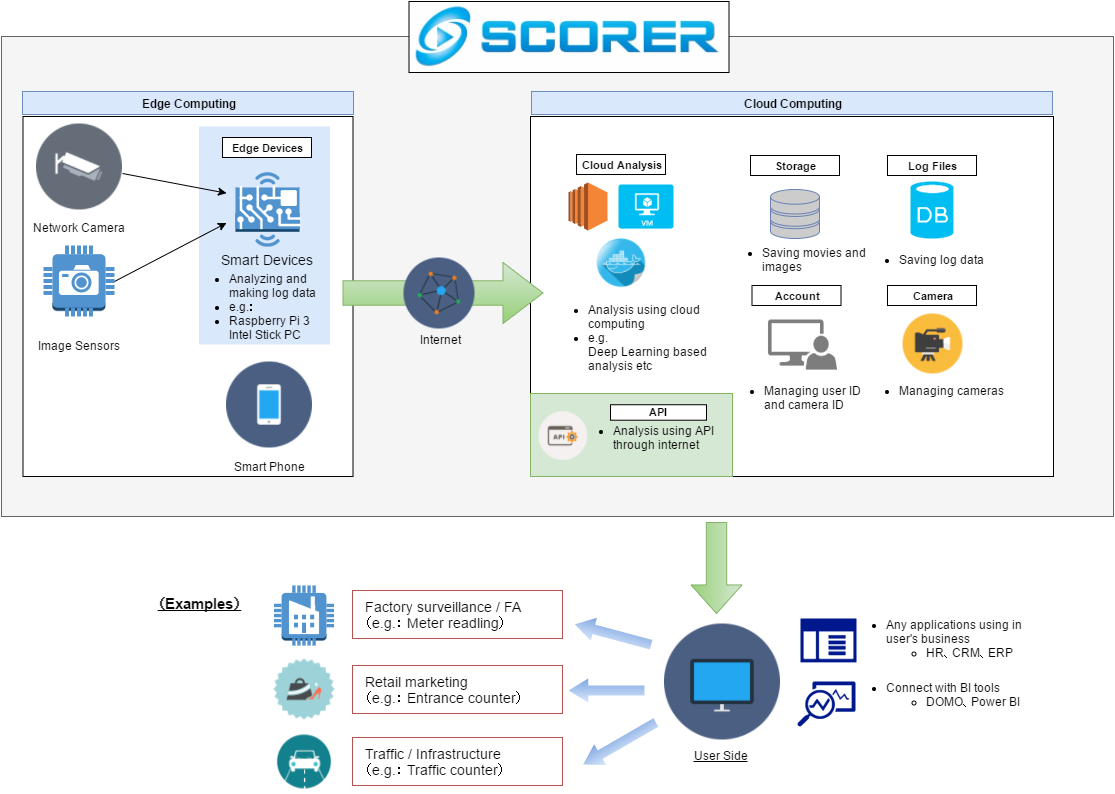 SCORER
Edge Computing
Network Camera
Image Sensors
Edge Devices
Smart Devices
• Analyzing and
making log data
• e.g.:
• Raspberry Pi 3
Intel Stick PC
Smart Phone
Internet
Cloud Computing
Cloud Analysis
VM
• Analysis using cloud
computing
• e.g.
Deep Learning based
analysis etc
Storage
• Saving movies and
images
Log Files
DB
• Saving log data
Account
• Managing user ID
and camera ID
Camera
• Managing cameras
API
API
• Analysis using API
through internet
(Examples)
Factory surveillance / FA
(e.g.: Meter readling)
Retail marketing
(e.g.: Entrance counter)
Traffic / Infrastructure
(e.g.: Traffic counter)
User Side
• Any applications using in
user's business
◦ HR、CRM、ERP
• Connect with BI tools
◦ DOMO、Power BI